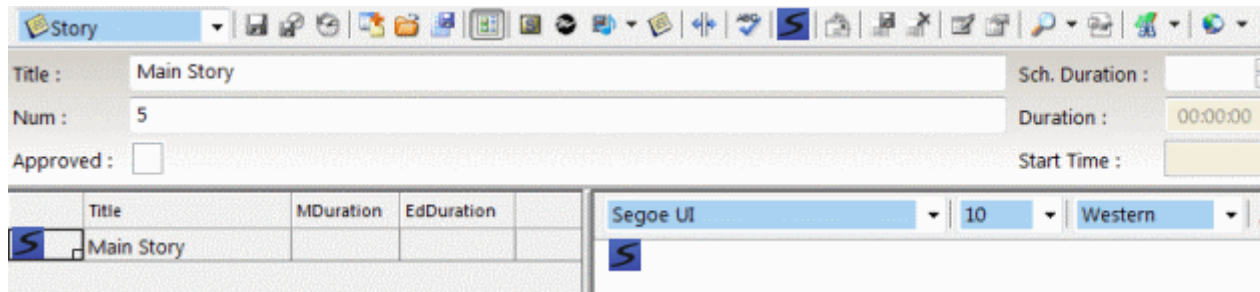 Story
Title : Main Story Sch. Duration :
Num : 5 Duration : 00:00:00
Approved : Start Time :
Title MDuration EdDuration Segoe UI 10 Western
S Main Story S